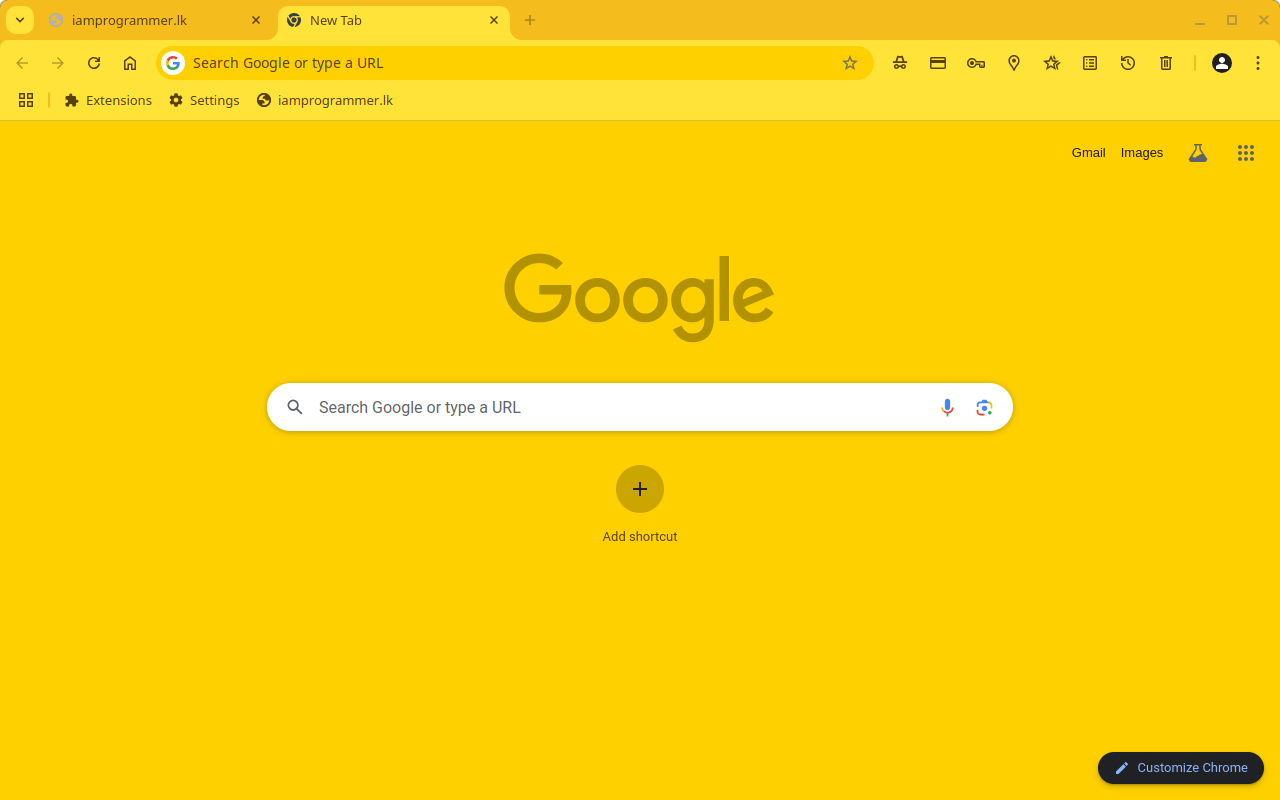 iamprogrammer.lk
New Tab
Search Google or type a URL
Extensions
Settings
iamprogrammer.lk
Gmail
Images
Google
Search Google or type a URL
Add shortcut
Customize Chrome